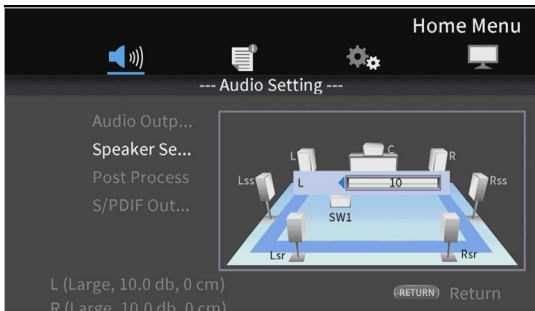 Home Menu
--- Audio Setting ---
Audio Outp...
Speaker Se...
Post Process
S/PDIF Out...
L
C
R
Lss
L
10
Rss
SW1
Lsr
Rsr
L (Large, 10.0 db, 0 cm)
RETURN Return
R (Large, 10.0 db, 0 cm)